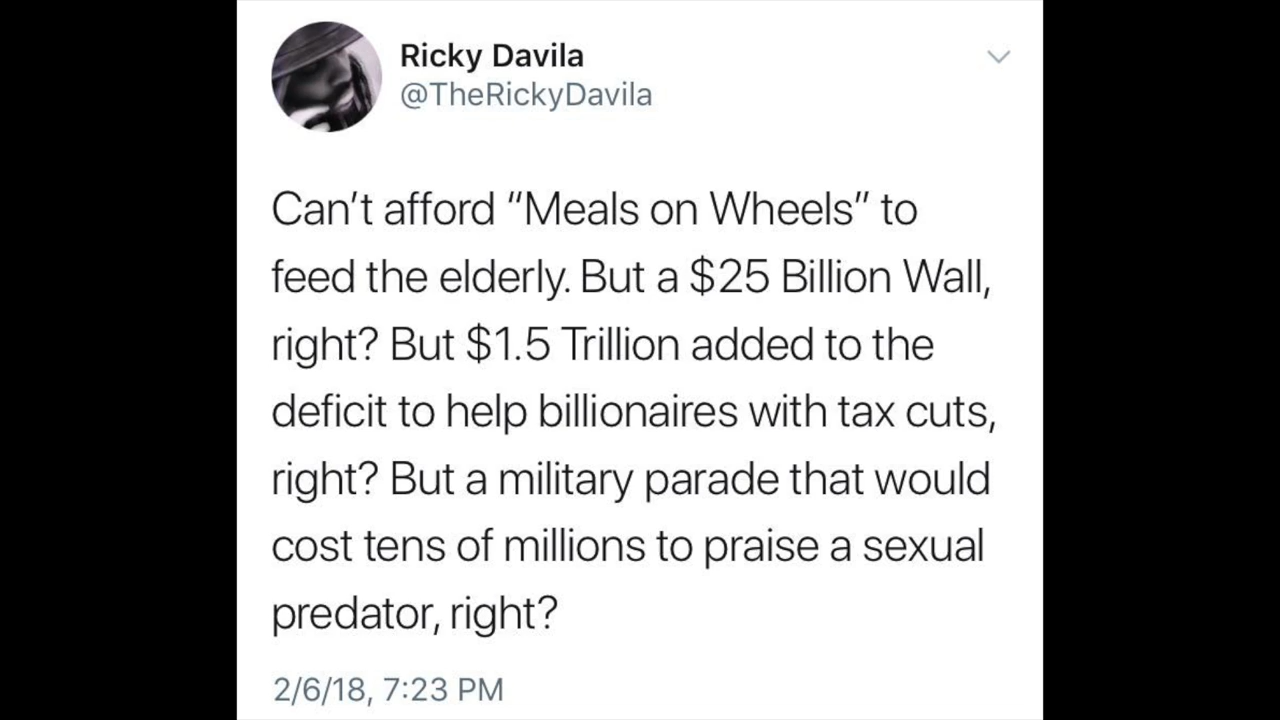 Ricky Davila
@TheRickyDavila
Can't afford “Meals on Wheels” to
feed the elderly. But a $25 Billion Wall,
right? But $1.5 Trillion added to the
deficit to help billionaires with tax cuts,
right? But a military parade that would
cost tens of millions to praise a sexual
predator, right?
2/6/18, 7:23 PM